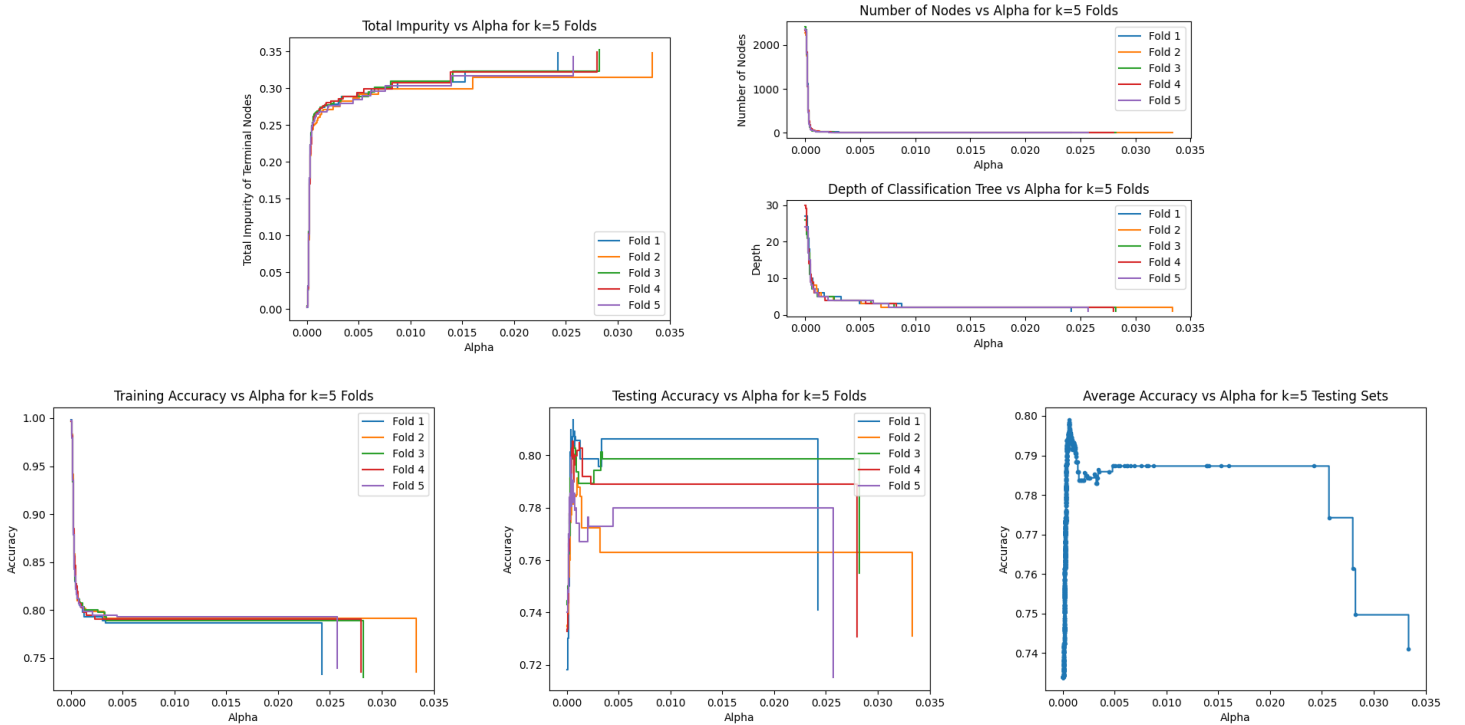 Total Impurity vs Alpha for k=5 Folds
Total Impurity of Terminal Nodes
0.35
0.30
0.25
0.20
0.15
0.10
0.05
0.00
Fold 1
Fold 2
Fold 3
Fold 4
Fold 5
0.000 0.005 0.010 0.015 0.020 0.025 0.030 0.035
Alpha
Number of Nodes vs Alpha for k=5 Folds
Number of Nodes
2000
1000
0
Fold 1
Fold 2
Fold 3
Fold 4
Fold 5
0.000 0.005 0.010 0.015 0.020 0.025 0.030 0.035
Alpha
Depth of Classification Tree vs Alpha for k=5 Folds
Depth
30
20
10
0
Fold 1
Fold 2
Fold 3
Fold 4
Fold 5
0.000 0.005 0.010 0.015 0.020 0.025 0.030 0.035
Alpha
Training Accuracy vs Alpha for k=5 Folds
Accuracy
1.00
0.95
0.90
0.85
0.80
0.75
Fold 1
Fold 2
Fold 3
Fold 4
Fold 5
0.000 0.005 0.010 0.015 0.020 0.025 0.030 0.035
Alpha
Testing Accuracy vs Alpha for k=5 Folds
Accuracy
0.80
0.78
0.76
0.74
0.72
Fold 1
Fold 2
Fold 3
Fold 4
Fold 5
0.000 0.005 0.010 0.015 0.020 0.025 0.030 0.035
Alpha
Average Accuracy vs Alpha for k=5 Testing Sets
Accuracy
0.80
0.79
0.78
0.77
0.76
0.75
0.74
0.000 0.005 0.010 0.015 0.020 0.025 0.030 0.035
Alpha